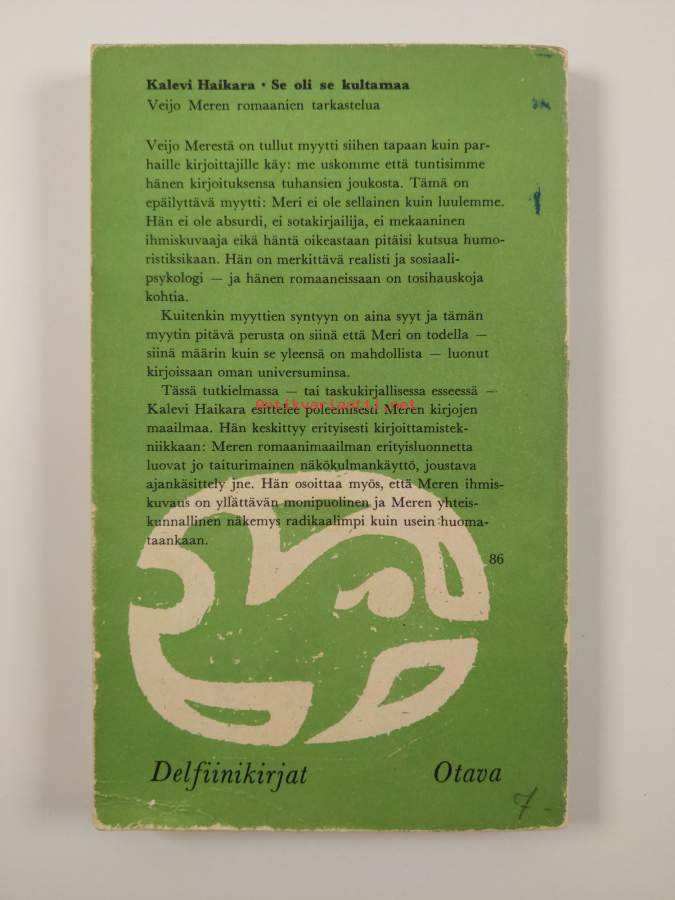 Kalevi Haikara • Se oli se kultamaa
Veijo Meren romaanien tarkastelua
Veijo Merestä on tullut myytti siihen tapaan kuin par-
haille kirjoittajille käy: me uskomme että tuntisimme
hänen kirjoituksensa tuhansien joukosta. Tämä on
epäilyttävä myytti: Meri ei ole sellainen kuin luulemme.
Hän ei ole absurdi, ei sotakirjailija, ei mekaaninen
ihmiskuvaaja eikä häntä oikeastaan pitäisi kutsua humo-
ristiksikaan. Hän on merkittävä realisti ja sosiaali-
psykologi — ja hänen romaaneissaan on tosihauskoja
kohtia.
Kuitenkin myyttien syntyyn on aina syyt ja tämän
myytin pitävä perusta on siinä että Meri on todella —
siinä määrin kuin se yleensä on mahdollista — luonut
kirjoissaan oman universuminsa.
Tässä tutkielmassa — tai taskukirjallisessa esseessä —
Antikvariaatti.net
Kalevi Haikara esittelee poleemisesti Meren kirjojen
maailmaa. Hän keskittyy erityisesti kirjoittamistek-
niikkaan: Meren romaanimaailman erityisluonnetta
luovat jo taiturimainen näkökulmankäyttö, joustava
ajankäsittely jne. Hän osoittaa myös, että Meren ihmis-
kuvaus on yllättävän monipuolinen ja Meren yhteis-
kunnallinen näkemys radikaalimpi kuin usein huoma-
taankaan.
86
Delfiinikirjat Otava
7-